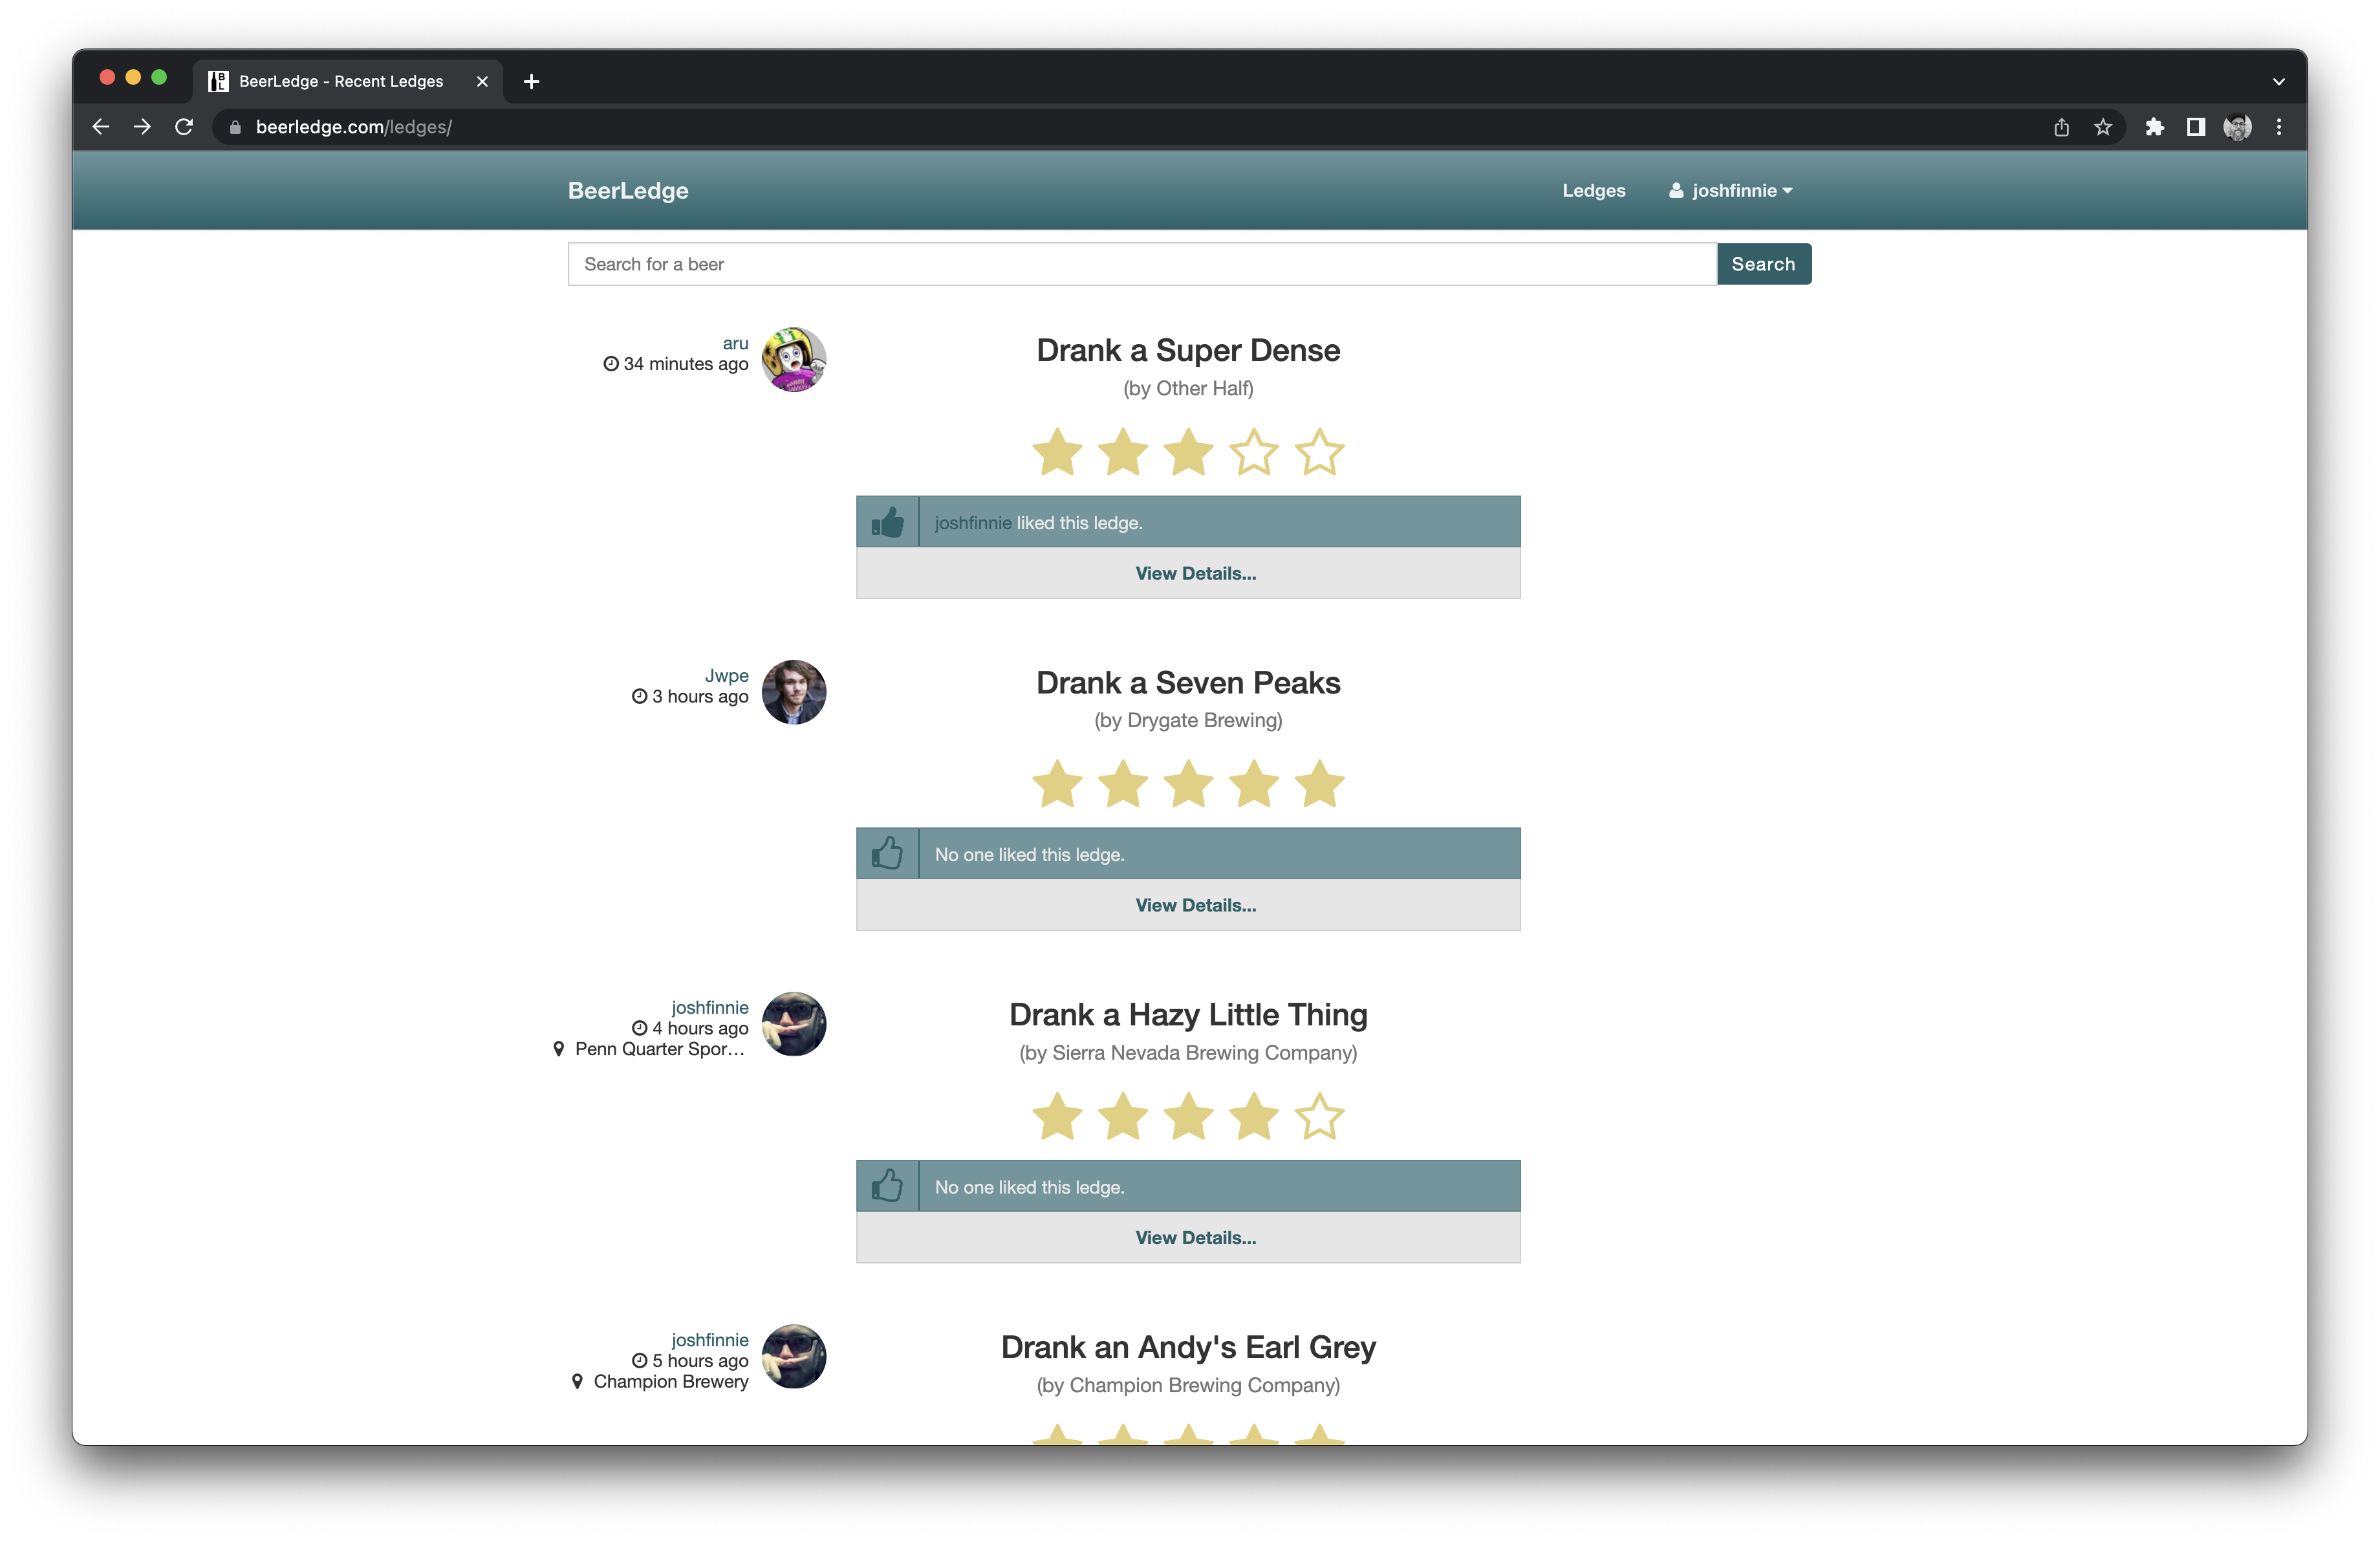 BeerLedge - Recent Ledges
beerledge.com/ledges/
BeerLedge
Ledges
joshfinnie
Search for a beer
Search
aru
34 minutes ago
Drank a Super Dense
(by Other Half)
joshfinnie liked this ledge.
View Details...
Jwpe
3 hours ago
Drank a Seven Peaks
(by Drygate Brewing)
No one liked this ledge.
View Details...
joshfinnie
4 hours ago
Penn Quarter Spor...
Drank a Hazy Little Thing
(by Sierra Nevada Brewing Company)
No one liked this ledge.
View Details...
joshfinnie
5 hours ago
Champion Brewery
Drank an Andy's Earl Grey
(by Champion Brewing Company)